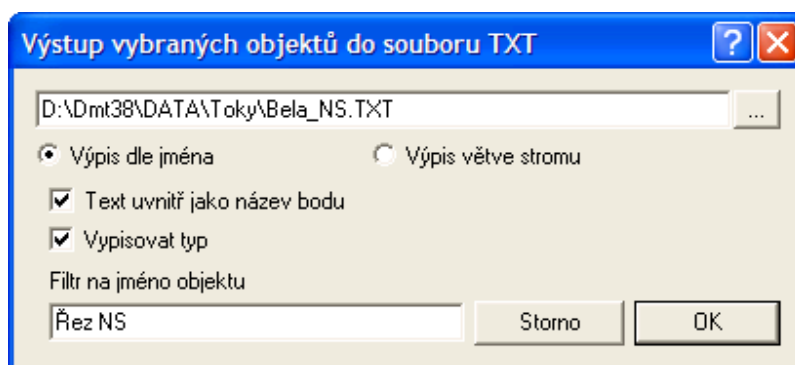 Výstup vybraných objektů do souboru TXT
D:\Dmt38\DATA\Toky\Bela_NS.TXT ...
Výpis dle jména Výpis větve stromu
Text uvnitř jako název bodu
Vypisovat typ
Filtr na jméno objektu
Řez NS Storno OK